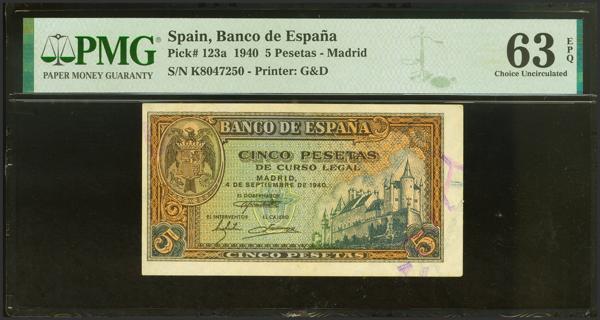 PMG
PAPER MONEY GUARANTY
Spain, Banco de España
Pick# 123a 1940 5 Pesetas - Madrid
S/N K8047250 - Printer: G&D
63
EPQ
Choice Uncirculated
BANCO DE ESPAÑA
CINCO PESETAS
DE CURSO LEGAL
MADRID,
4 DE SEPTIEMBRE DE 1940.
EL GOBERNADOR
EL INTERVENTOR EL CAJERO
5 5
CINCO PESETAS